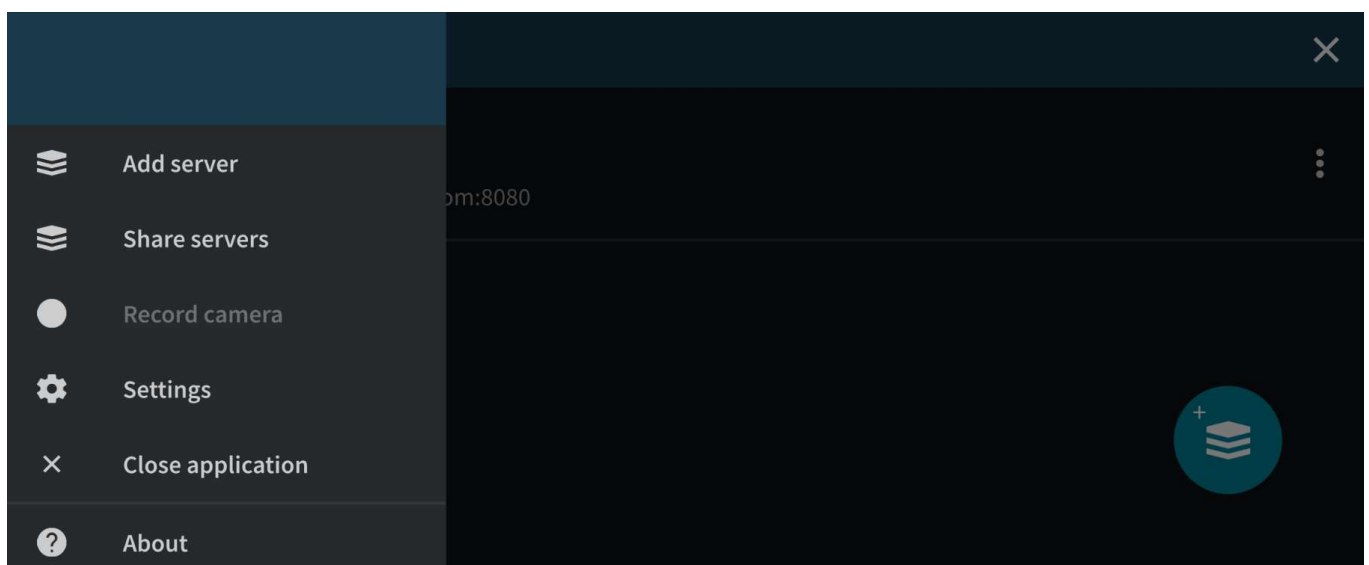 Add server
om:8080
Share servers
Record camera
Settings
Close application
About